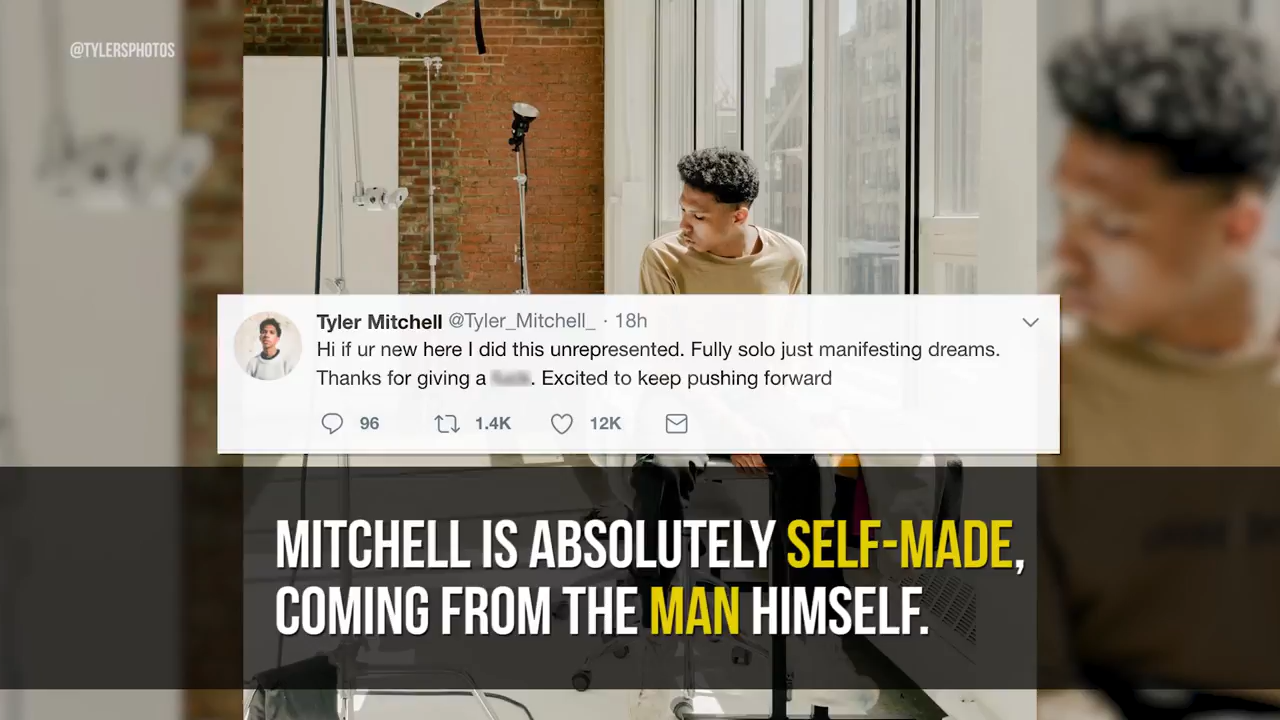 @TYLERSPHOTOS
Tyler Mitchell @Tyler_Mitchell_ · 18h
Hi if ur new here I did this unrepresented. Fully solo just manifesting dreams.
Thanks for giving a . Excited to keep pushing forward
96 1.4K 12K
MITCHELL IS ABSOLUTELY SELF-MADE,
COMING FROM THE MAN HIMSELF.